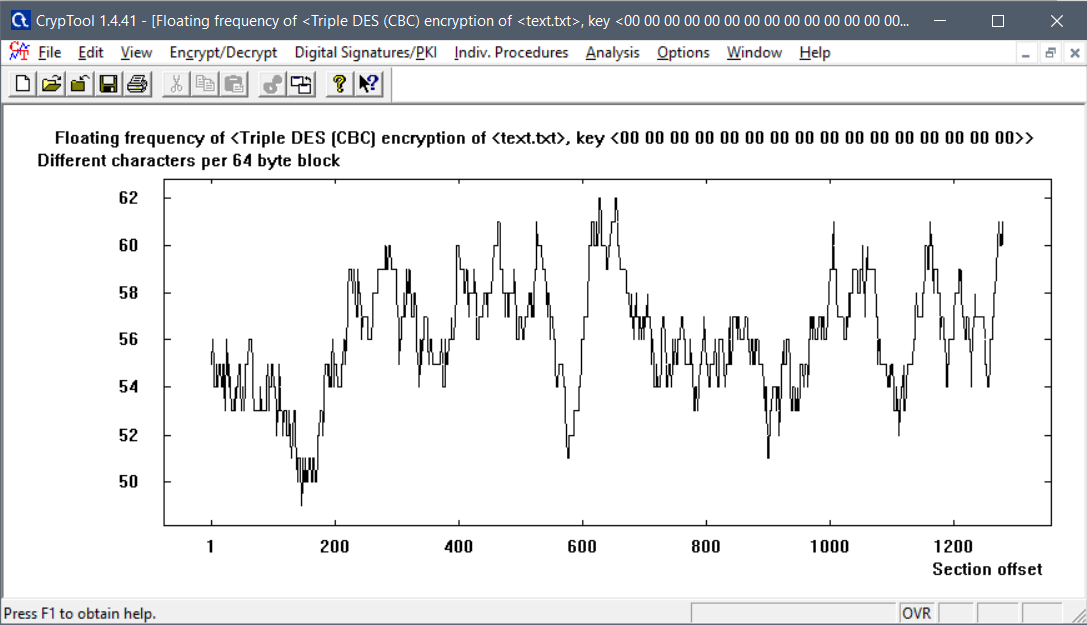 CrypTool 1.4.41 - [Floating frequency of <Triple DES (CBC) encryption of <text.txt>, key <00 00 00 00 00 00 00 00 00 00 00 00 00 00 00...
File Edit View Encrypt/Decrypt Digital Signatures/PKI Indiv. Procedures Analysis Options Window Help
Floating frequency of <Triple DES (CBC) encryption of <text.txt>, key <00 00 00 00 00 00 00 00 00 00 00 00 00 00 00 00>>
Different characters per 64 byte block
62
60
58
56
54
52
50
1 200 400 600 800 1000 1200
Section offset
Press F1 to obtain help. OVR